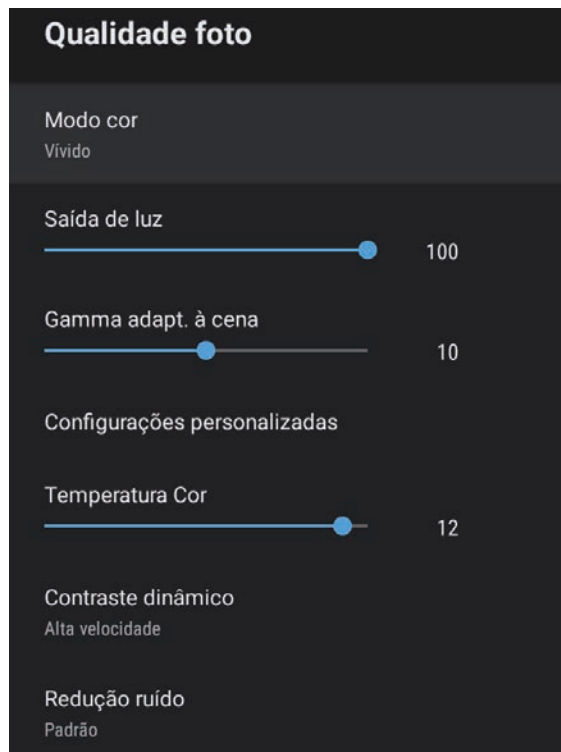 Qualidade foto
Modo cor
Vívido
Saída de luz
100
Gamma adapt. à cena
10
Configurações personalizadas
Temperatura Cor
12
Contraste dinâmico
Alta velocidade
Redução ruído
Padrão